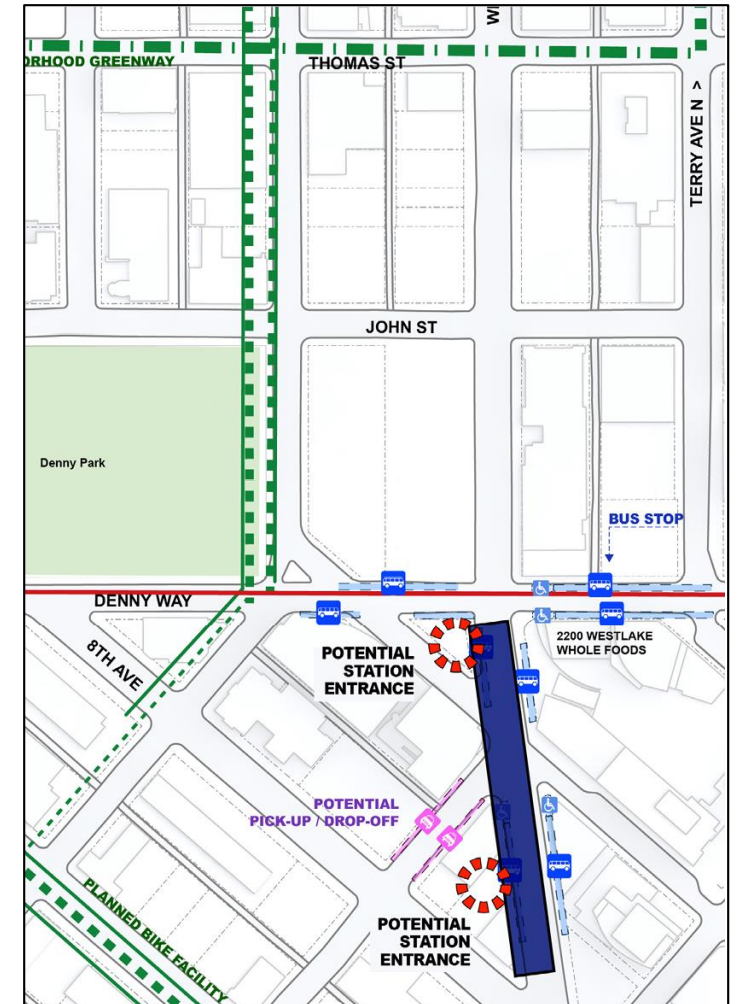 ORHOOD GREENWAY
THOMAS ST
TERRY AVE N >
JOHN ST
Denny Park
BUS STOP
DENNY WAY
2200 WESTLAKE
WHOLE FOODS
8TH AVE
POTENTIAL
STATION
ENTRANCE
POTENTIAL
PICK-UP / DROP-OFF
PLANNED BIKE FACILITY
POTENTIAL
STATION
ENTRANCE